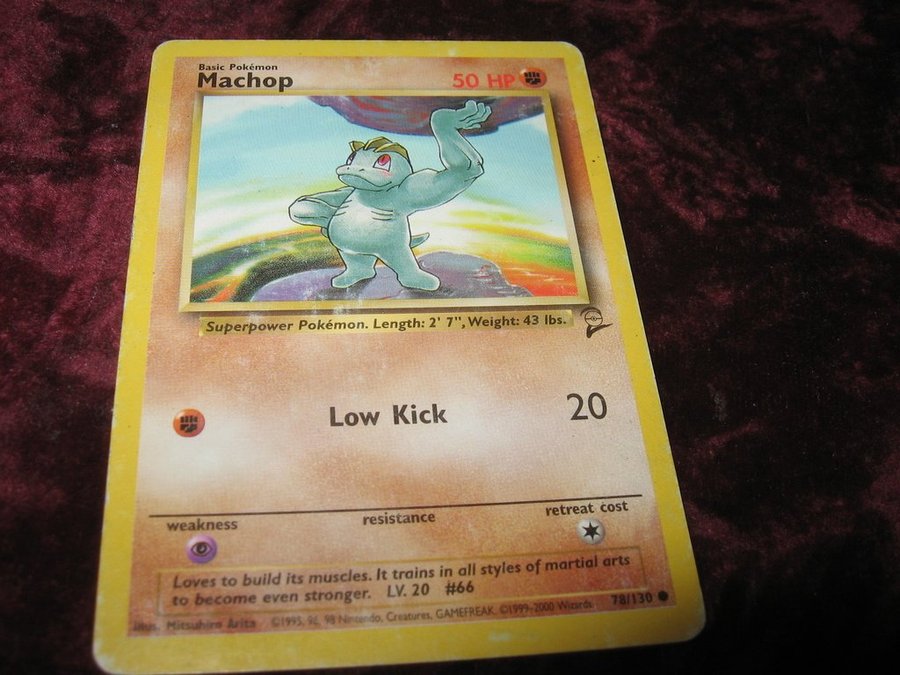 Basic Pokémon
Machop
50 HP
Superpower Pokémon. Length: 2' 7", Weight: 43 lbs.
Low Kick
20
weakness
resistance
retreat cost
Loves to build its muscles. It trains in all styles of martial arts
to become even stronger. LV. 20 #66
78/130
Illus. Mitsuhiro Arita ©1995, 96, 98 Nintendo, Creatures, GAMEFREAK. ©1999-2000 Wizards.